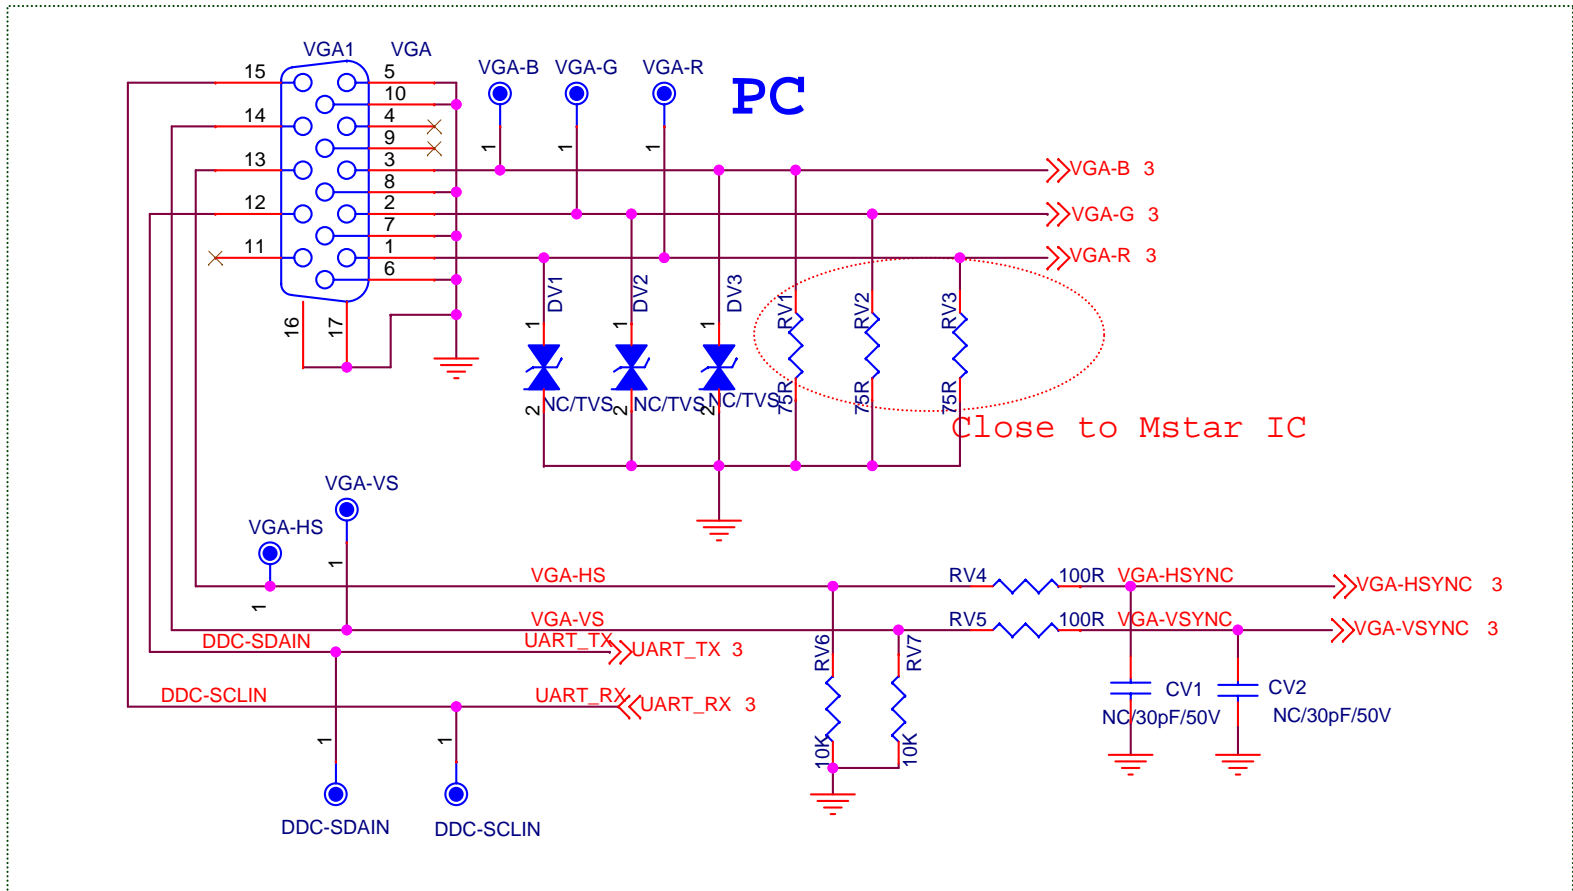 VGA1 VGA
15 5
10
14 4
9
13 3
8
12 2
7
11 1
6
16 17
VGA-B VGA-G VGA-R
1 1 1
PC
VGA-B 3
VGA-G 3
VGA-R 3
DV1 DV2 DV3 RV1 RV2 RV3
1 1 1
2 2 2
NC/TVS NC/TVS NC/TVS 75R 75R 75R
Close to Mstar IC
VGA-VS
VGA-HS
1
1
VGA-HS RV4 100R VGA-HSYNC VGA-HSYNC 3
VGA-VS RV5 100R VGA-VSYNC VGA-VSYNC 3
DDC-SDAIN UART_TX UART_TX 3
RV6 RV7
DDC-SCLIN UART_RX UART_RX 3
CV1 CV2
NC/30pF/50V NC/30pF/50V
1 1
10K 10K
DDC-SDAIN DDC-SCLIN